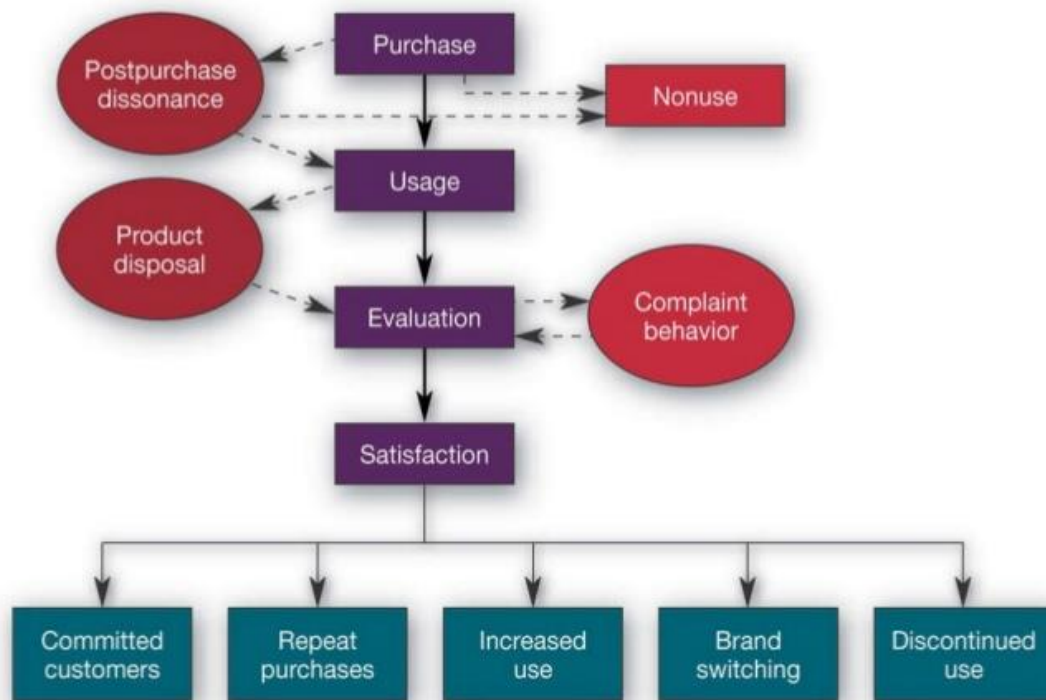 Purchase
Postpurchase
dissonance
Nonuse
Usage
Product
disposal
Evaluation
Complaint
behavior
Satisfaction
Committed
customers
Repeat
purchases
Increased
use
Brand
switching
Discontinued
use